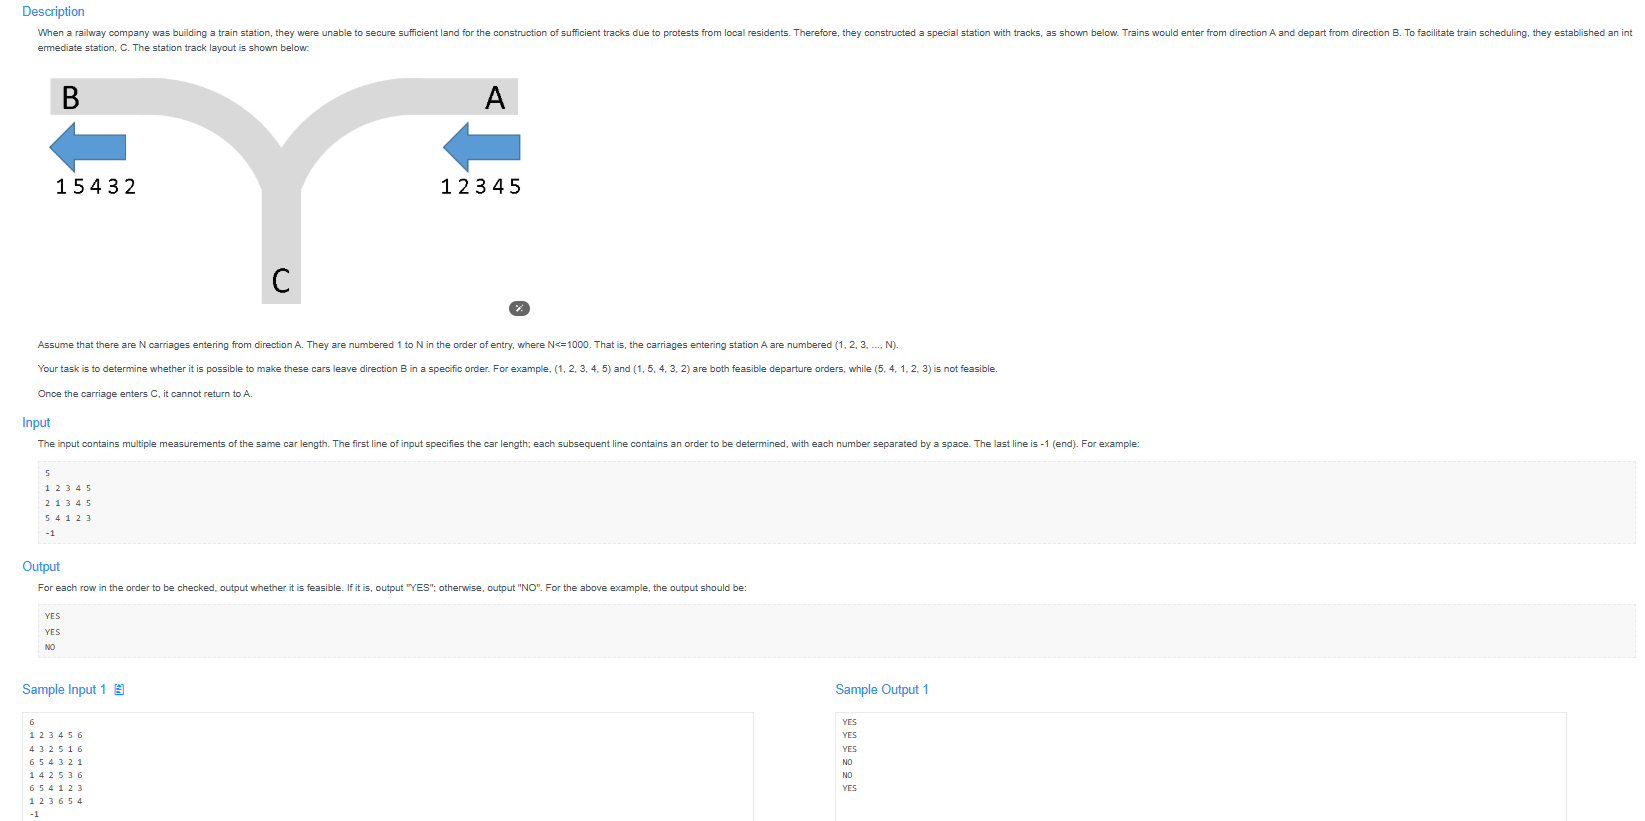 Description
When a railway company was building a train station, they were unable to secure sufficient land for the construction of sufficient tracks due to protests from local residents. Therefore, they constructed a special station with tracks, as shown below. Trains would enter from direction A and depart from direction B. To facilitate train scheduling, they established an int
ermediate station, C. The station track layout is shown below:
B
A
1 5 4 3 2
1 2 3 4 5
C
Assume that there are N carriages entering from direction A. They are numbered 1 to N in the order of entry, where N<=1000. That is, the carriages entering station A are numbered (1, 2, 3, ..., N).
Your task is to determine whether it is possible to make these cars leave direction B in a specific order. For example, (1, 2, 3, 4, 5) and (1, 5, 4, 3, 2) are both feasible departure orders, while (5, 4, 1, 2, 3) is not feasible.
Once the carriage enters C, it cannot return to A.
Input
The input contains multiple measurements of the same car length. The first line of input specifies the car length; each subsequent line contains an order to be determined, with each number separated by a space. The last line is -1 (end). For example:
5
1 2 3 4 5
2 1 3 4 5
5 4 1 2 3
-1
Output
For each row in the order to be checked, output whether it is feasible. If it is, output "YES"; otherwise, output "NO". For the above example, the output should be:
YES
YES
NO
Sample Input 1
6
1 2 3 4 5 6
4 3 2 5 1 6
6 5 4 3 2 1
1 4 2 5 3 6
6 5 4 1 2 3
1 2 3 6 5 4
-1
Sample Output 1
YES
YES
YES
NO
NO
YES